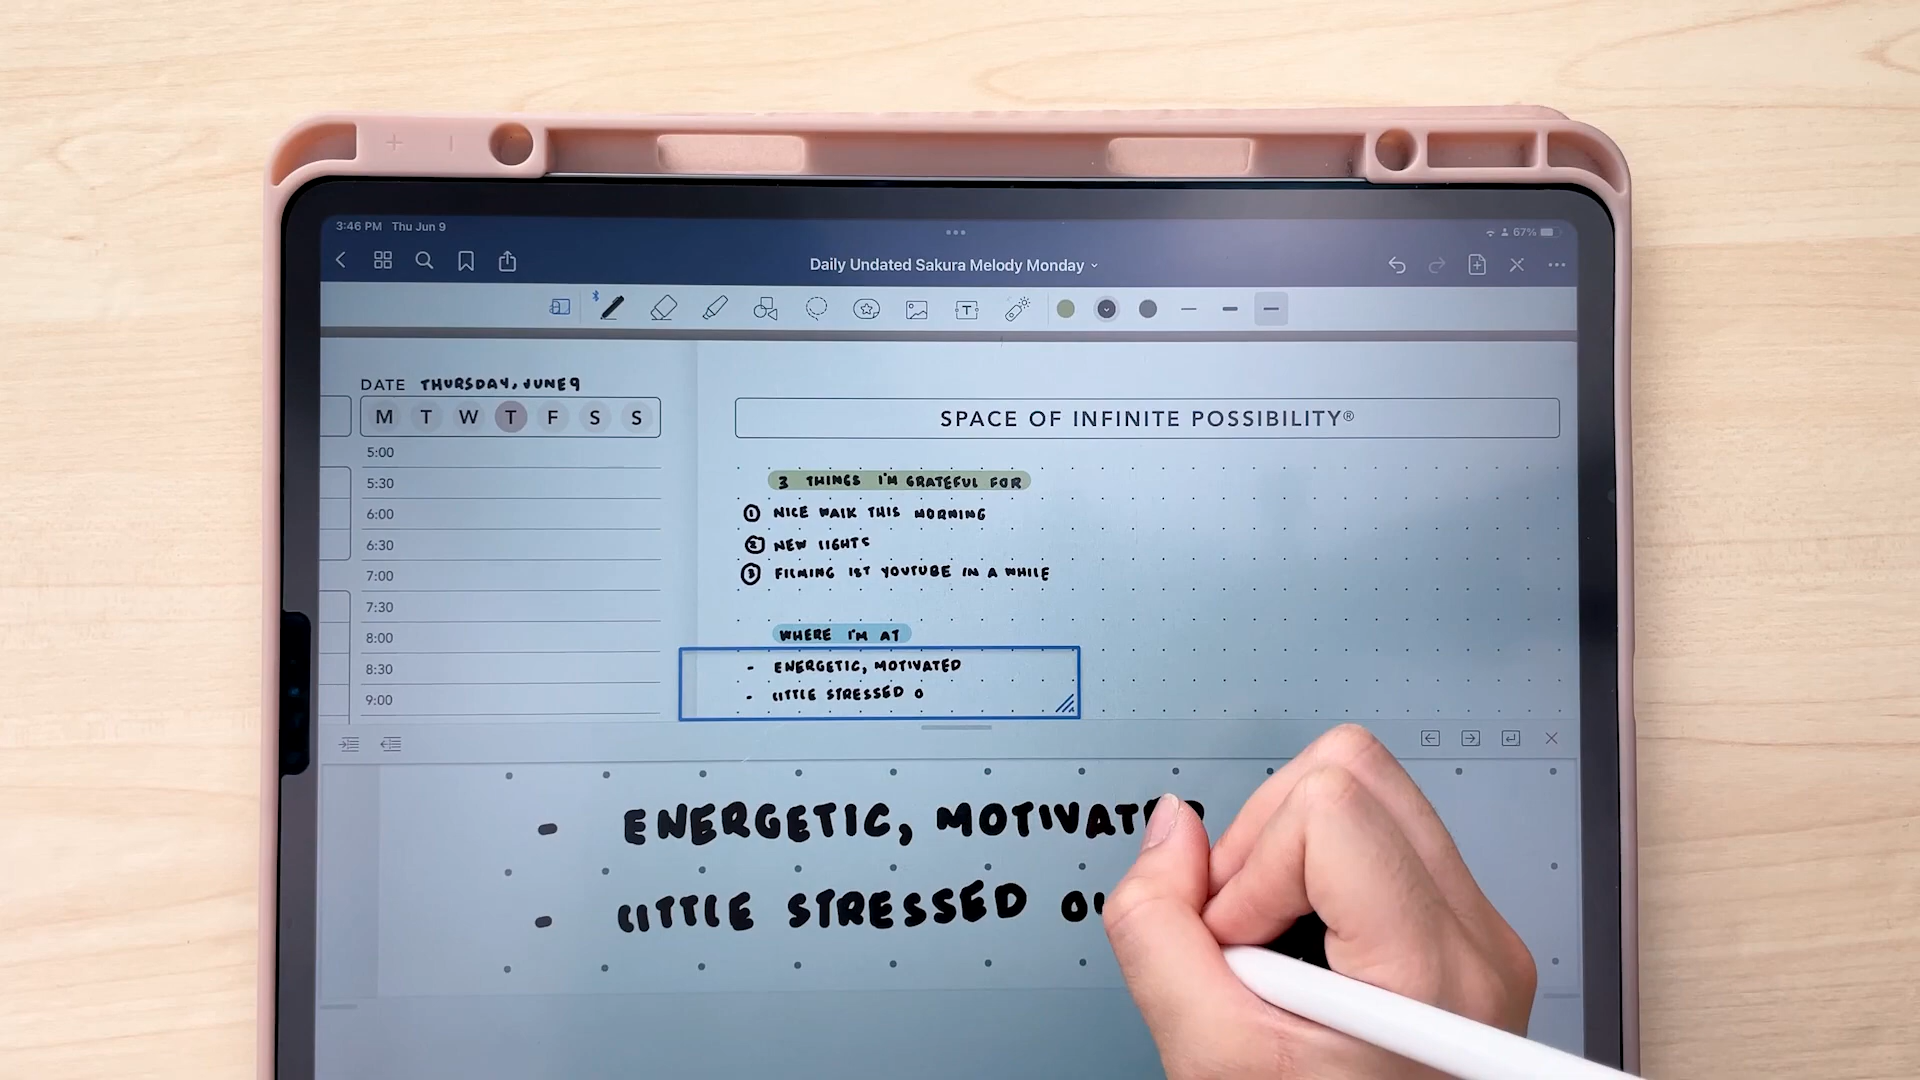 3:46 PM Thu Jun 9
67%
Daily Undated Sakura Melody Monday
DATE THURSDAY, JUNE 9
M T W T F S S
5:00
5:30
6:00
6:30
7:00
7:30
8:00
8:30
9:00
SPACE OF INFINITE POSSIBILITY®
3 THINGS I'M GRATEFUL FOR
1 NICE WALK THIS MORNING
2 NEW LIGHTS
3 FILMING 1ST YOUTUBE IN A WHILE
WHERE I'M AT
- ENERGETIC, MOTIVATED
- LITTLE STRESSED O
- ENERGETIC, MOTIVATED
- LITTLE STRESSED OU